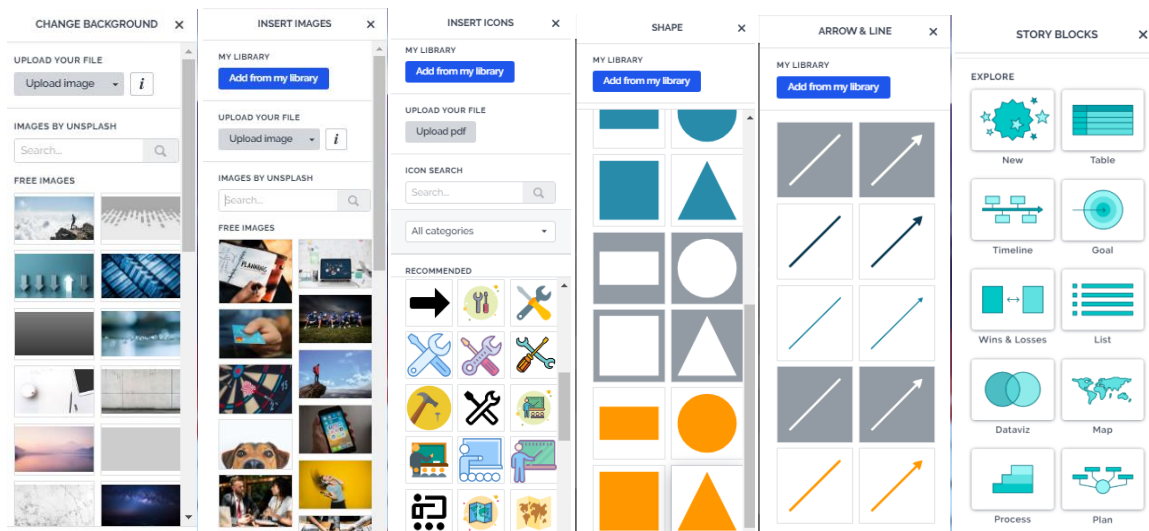 CHANGE BACKGROUND ×
UPLOAD YOUR FILE
Upload image i
IMAGES BY UNSPLASH
Search...
FREE IMAGES
INSERT IMAGES ×
MY LIBRARY
Add from my library
UPLOAD YOUR FILE
Upload image i
IMAGES BY UNSPLASH
Search...
FREE IMAGES
PLANNING
INSERT ICONS ×
MY LIBRARY
Add from my library
UPLOAD YOUR FILE
Upload pdf
ICON SEARCH
Search...
All categories
RECOMMENDED
SHAPE ×
MY LIBRARY
Add from my library
ARROW & LINE ×
MY LIBRARY
Add from my library
STORY BLOCKS ×
EXPLORE
New Table
Timeline Goal
Wins & Losses List
Dataviz Map
Process Plan